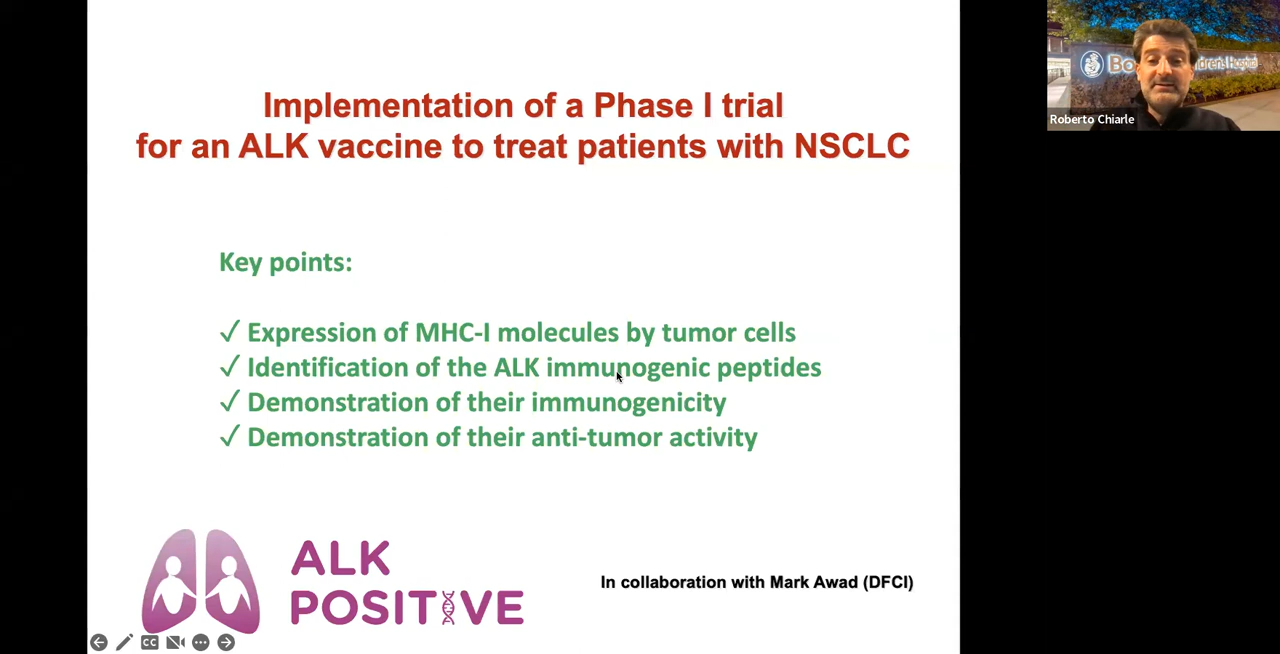 Implementation of a Phase I trial
for an ALK vaccine to treat patients with NSCLC
Key points:
✓ Expression of MHC-I molecules by tumor cells
✓ Identification of the ALK immunogenic peptides
✓ Demonstration of their immunogenicity
✓ Demonstration of their anti-tumor activity
ALK
POSITIVE
In collaboration with Mark Awad (DFCI)
CC
Roberto Chiarle